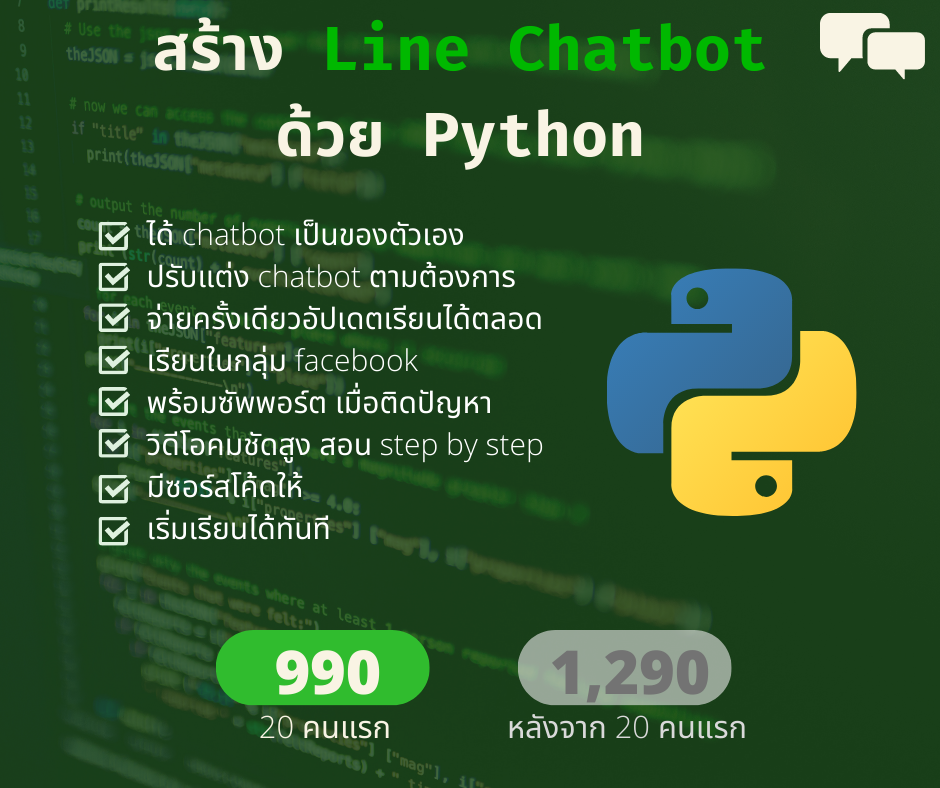 สร้าง Line Chatbot
ด้วย Python
ได้ chatbot เป็นของตัวเอง
ปรับแต่ง chatbot ตามต้องการ
จ่ายครั้งเดียวอัปเดตเรียนได้ตลอด
เรียนในกลุ่ม facebook
พร้อมซัพพอร์ต เมื่อติดปัญหา
วิดีโอคมชัดสูง สอน step by step
มีซอร์สโค้ดให้
เริ่มเรียนได้ทันที
990 1,290
20 คนแรก หลังจาก 20 คนแรก